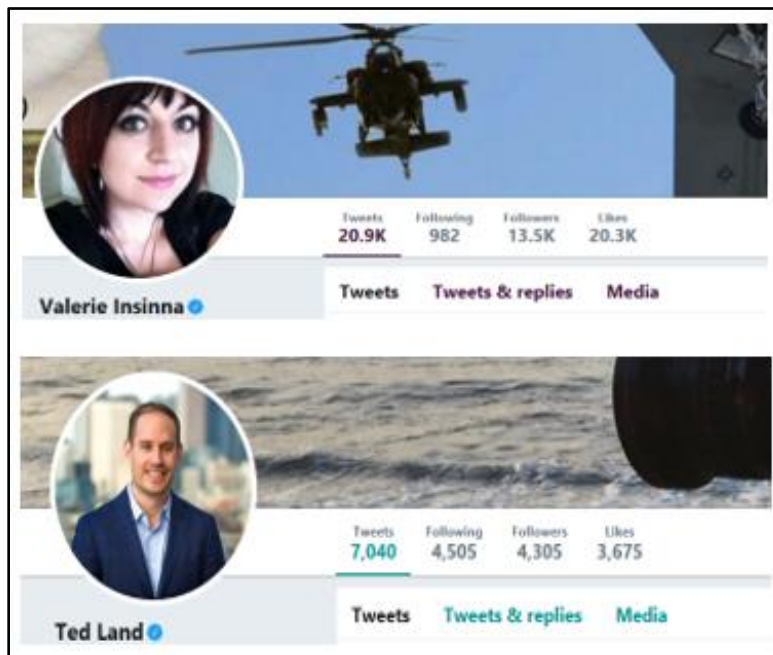 Tweets Following Followers Likes
20.9K 982 13.5K 20.3K
Valerie Insinna
Tweets Tweets & replies Media
Tweets Following Followers Likes
7,040 4,505 4,305 3,675
Ted Land
Tweets Tweets & replies Media